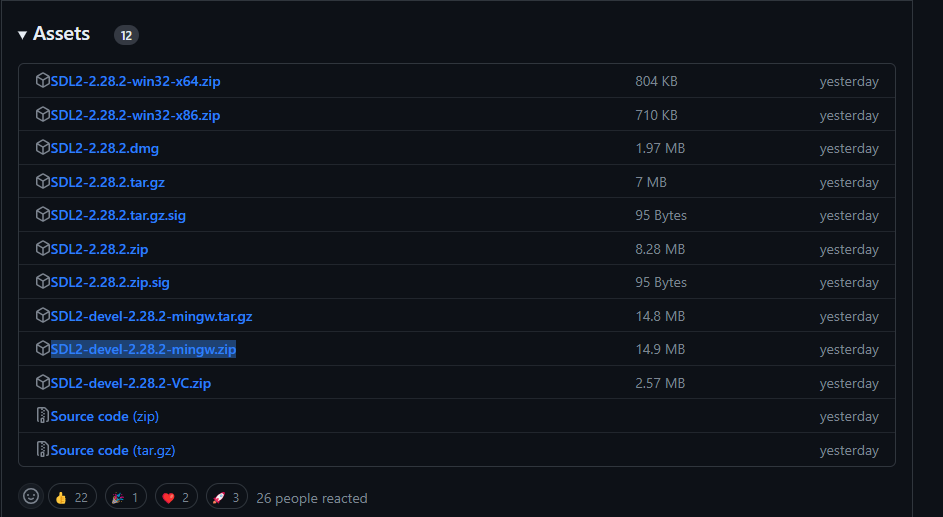 Assets 12
SDL2-2.28.2-win32-x64.zip 804 KB yesterday
SDL2-2.28.2-win32-x86.zip 710 KB yesterday
SDL2-2.28.2.dmg 1.97 MB yesterday
SDL2-2.28.2.tar.gz 7 MB yesterday
SDL2-2.28.2.tar.gz.sig 95 Bytes yesterday
SDL2-2.28.2.zip 8.28 MB yesterday
SDL2-2.28.2.zip.sig 95 Bytes yesterday
SDL2-devel-2.28.2-mingw.tar.gz 14.8 MB yesterday
SDL2-devel-2.28.2-mingw.zip 14.9 MB yesterday
SDL2-devel-2.28.2-VC.zip 2.57 MB yesterday
Source code (zip) yesterday
Source code (tar.gz) yesterday
22 1 2 3 26 people reacted